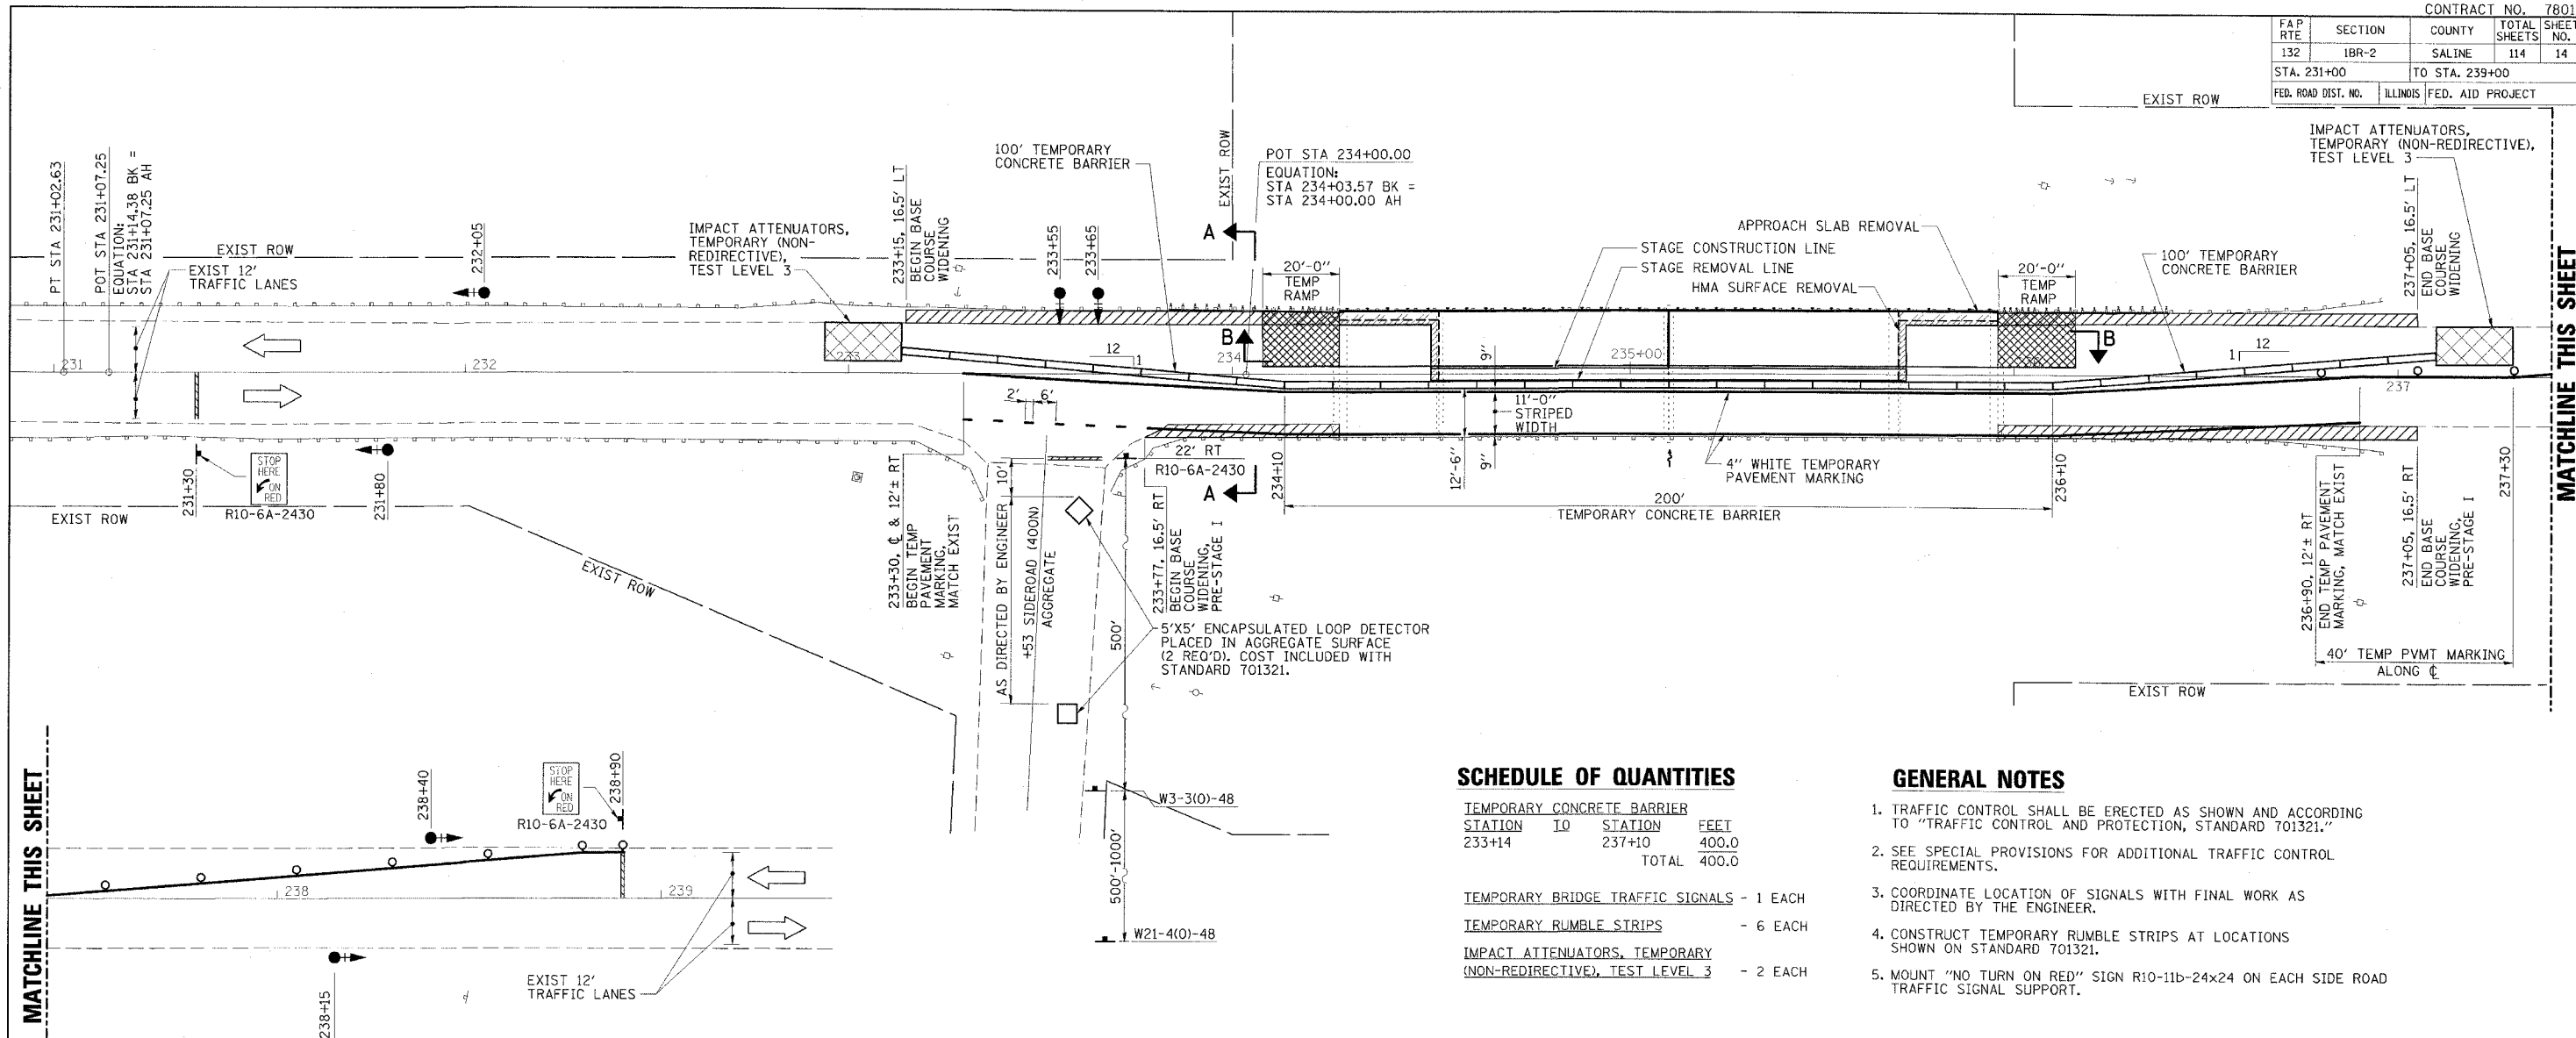 CONTRACT NO. 7801
FAP RTE SECTION COUNTY TOTAL SHEETS SHEET NO.
132 1BR-2 SALINE 114 14
STA. 231+00 TO STA. 239+00
FED. ROAD DIST. NO. ILLINOIS FED. AID PROJECT
EXIST ROW
IMPACT ATTENUATORS,
TEMPORARY (NON-REDIRECTIVE),
TEST LEVEL 3
PT STA 231+02.63
POT STA 231+07.25
EQUATION:
STA 231+14.38 BK =
STA 231+07.25 AH
EXIST ROW
EXIST 12'
TRAFFIC LANES
232+05
IMPACT ATTENUATORS,
TEMPORARY (NON-
REDIRECTIVE),
TEST LEVEL 3
233+15, 16.5' LT
BEGIN BASE
COURSE
WIDENING
100' TEMPORARY
CONCRETE BARRIER
233+55
233+65
EXIST ROW
A
POT STA 234+00.00
EQUATION:
STA 234+03.57 BK =
STA 234+00.00 AH
20'-0"
TEMP
RAMP
APPROACH SLAB REMOVAL
STAGE CONSTRUCTION LINE
STAGE REMOVAL LINE
HMA SURFACE REMOVAL
20'-0"
TEMP
RAMP
100' TEMPORARY
CONCRETE BARRIER
237+05, 16.5' LT
END BASE
COURSE
WIDENING
MATCHLINE THIS SHEET
231
232
233
12
1
234
B
9"
235+00
B
12
1
237
2'
6'
11'-0"
STRIPED
WIDTH
12'-6"
9"
4" WHITE TEMPORARY
PAVEMENT MARKING
231+30
STOP
HERE
ON
RED
R10-6A-2430
231+80
EXIST ROW
EXIST ROW
10'
22' RT
R10-6A-2430
A
234+10
200'
TEMPORARY CONCRETE BARRIER
236+10
237+30
233+30, ℄ & 12'± RT
BEGIN TEMP
PAVEMENT
MARKING,
MATCH EXIST
AS DIRECTED BY ENGINEER
+53 SIDEROAD (400N)
AGGREGATE
500'
233+77, 16.5' RT
BEGIN BASE
COURSE
WIDENING,
PRE-STAGE I
5'X5' ENCAPSULATED LOOP DETECTOR
PLACED IN AGGREGATE SURFACE
(2 REQ'D). COST INCLUDED WITH
STANDARD 701321.
236+90, 12'± RT
END TEMP PAVEMENT
MARKING, MATCH EXIST
237+05, 16.5' RT
END BASE
COURSE
WIDENING,
PRE-STAGE I
40' TEMP PVMT MARKING
ALONG ℄
EXIST ROW
MATCHLINE THIS SHEET
238+40
STOP
HERE
ON
RED
R10-6A-2430
238+90
238
239
238+15
EXIST 12'
TRAFFIC LANES
W3-3(O)-48
500'-1000'
W21-4(O)-48
SCHEDULE OF QUANTITIES
TEMPORARY CONCRETE BARRIER
STATION TO STATION FEET
233+14 237+10 400.0
TOTAL 400.0
TEMPORARY BRIDGE TRAFFIC SIGNALS - 1 EACH
TEMPORARY RUMBLE STRIPS - 6 EACH
IMPACT ATTENUATORS, TEMPORARY
(NON-REDIRECTIVE), TEST LEVEL 3 - 2 EACH
GENERAL NOTES
1. TRAFFIC CONTROL SHALL BE ERECTED AS SHOWN AND ACCORDING
TO "TRAFFIC CONTROL AND PROTECTION, STANDARD 701321."
2. SEE SPECIAL PROVISIONS FOR ADDITIONAL TRAFFIC CONTROL
REQUIREMENTS.
3. COORDINATE LOCATION OF SIGNALS WITH FINAL WORK AS
DIRECTED BY THE ENGINEER.
4. CONSTRUCT TEMPORARY RUMBLE STRIPS AT LOCATIONS
SHOWN ON STANDARD 701321.
5. MOUNT "NO TURN ON RED" SIGN R10-11b-24x24 ON EACH SIDE ROAD
TRAFFIC SIGNAL SUPPORT.